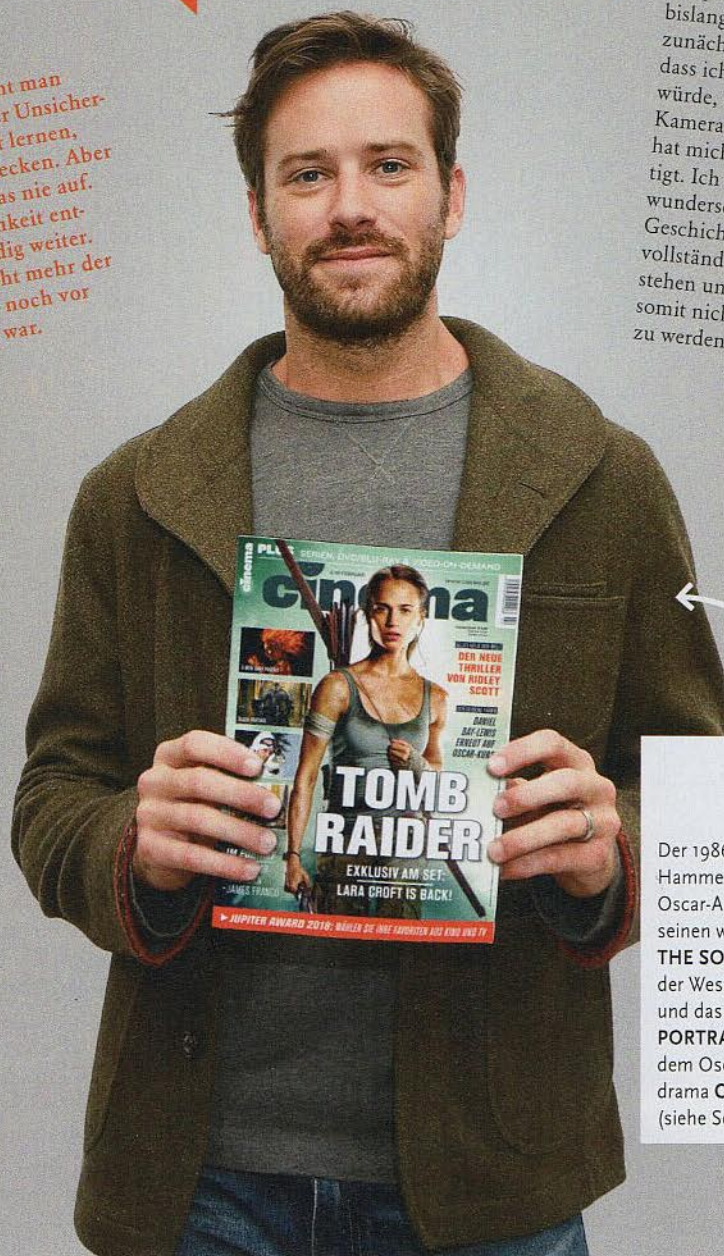 nt man
r Unsicher-
lernen,
ecken. Aber
as nie auf.
nkeit ent-
dig weiter.
ht mehr der
noch vor
war.
bislang
zunäch
dass ich
würde,
Kamera
hat mich
tigt. Ich
wunders
Geschich
vollständ
stehen un
somit nich
zu werden
cinema
PLUS SERIEN, DVD/BLU-RAY & VIDEO-ON-DEMAND
cinema
DER NEUE
THRILLER
VON RIDLEY
SCOTT
DANIEL
DAY-LEWIS
ERNEUT AUF
OSCAR-KURS
TOMB
RAIDER
EXKLUSIV AM SET:
LARA CROFT IS BACK!
JAMES FRANCO
JUPITER AWARD 2018: WÄHLEN SIE IHRE FAVORITEN AUS KINO UND TV
Der 1986
Hamme
Oscar-A
seinen w
THE SO
der Wes
und das
PORTRA
dem Osc
drama C
(siehe Se